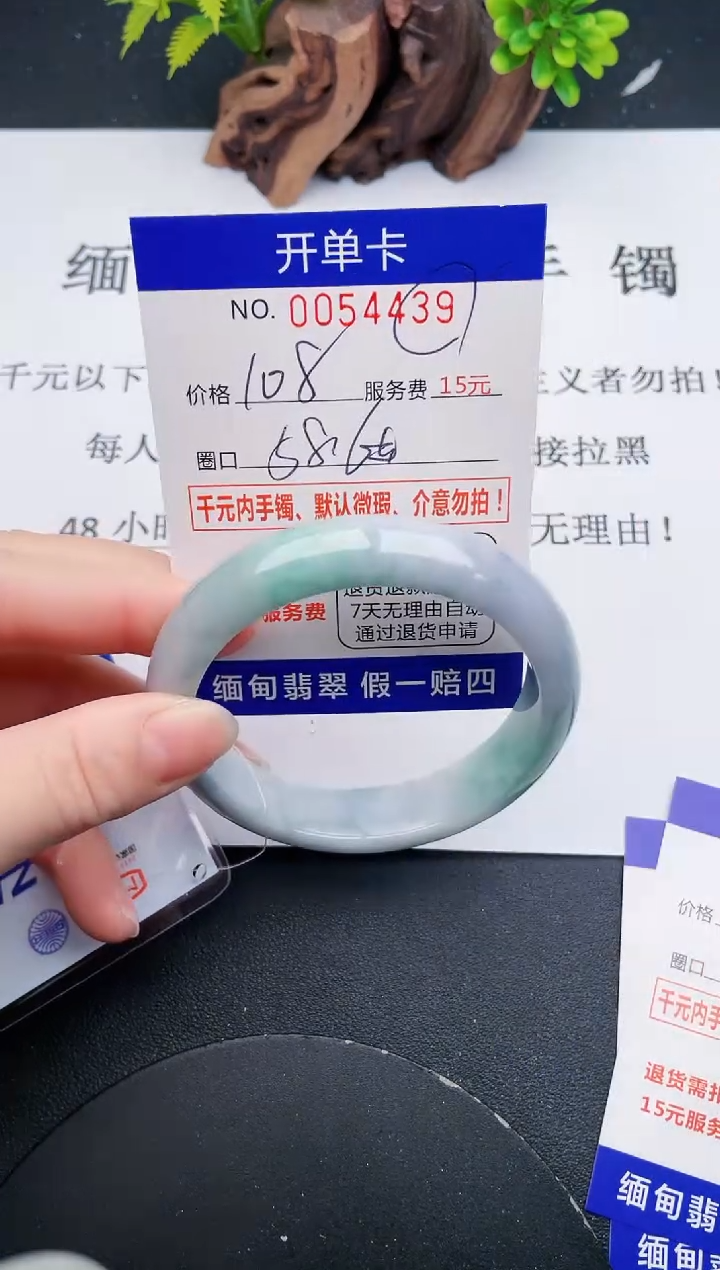 开单卡
NO. 0054439
价格 108 服务费 15元
圈口 58.6
千元内手镯、默认微瑕、介意勿拍！
服务费
7天无理由自动
通过退货申请
缅甸翡翠 假一赔四
缅
手 镯
千元以下
主义者勿拍！
每人
接拉黑
48 小时
无理由！
价格
圈口
千元内手
退货需扣
15元服务
缅甸翡
缅甸